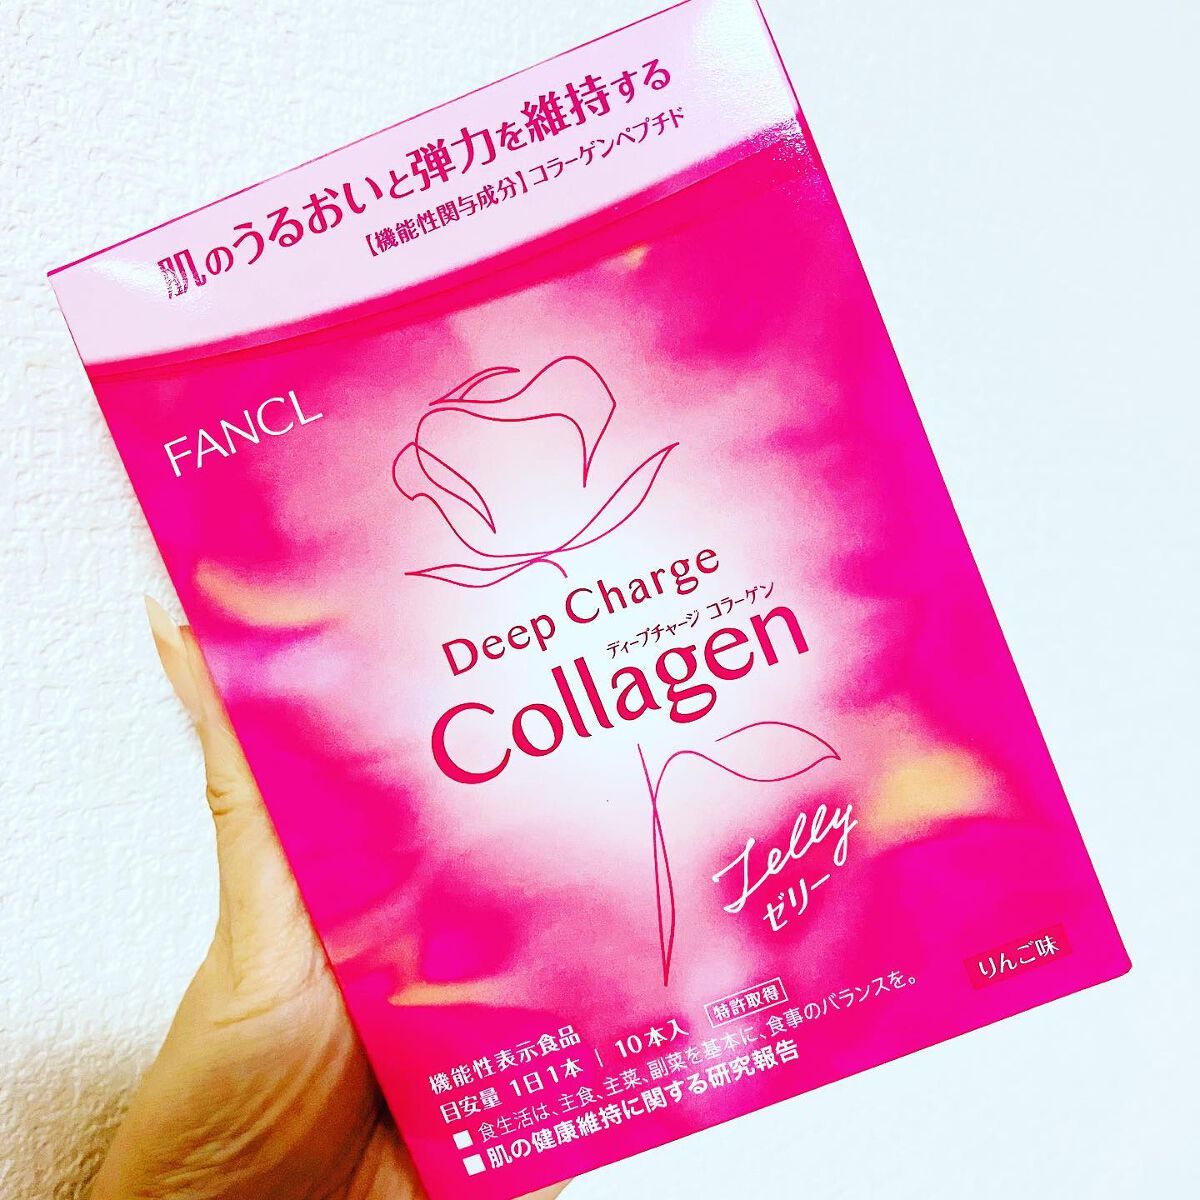 肌のうるおいと弾力を維持する
【機能性関与成分】コラーゲンペプチド
FANCL
Deep Charge
ディープチャージ コラーゲン
Collagen
Jelly
ゼリー
りんご味
機能性表示食品
目安量 1日1本 | 10本入 特許取得
■ 食生活は、主食、主菜、副菜を基本に、食事のバランスを。
■ 肌の健康維持に関する研究報告